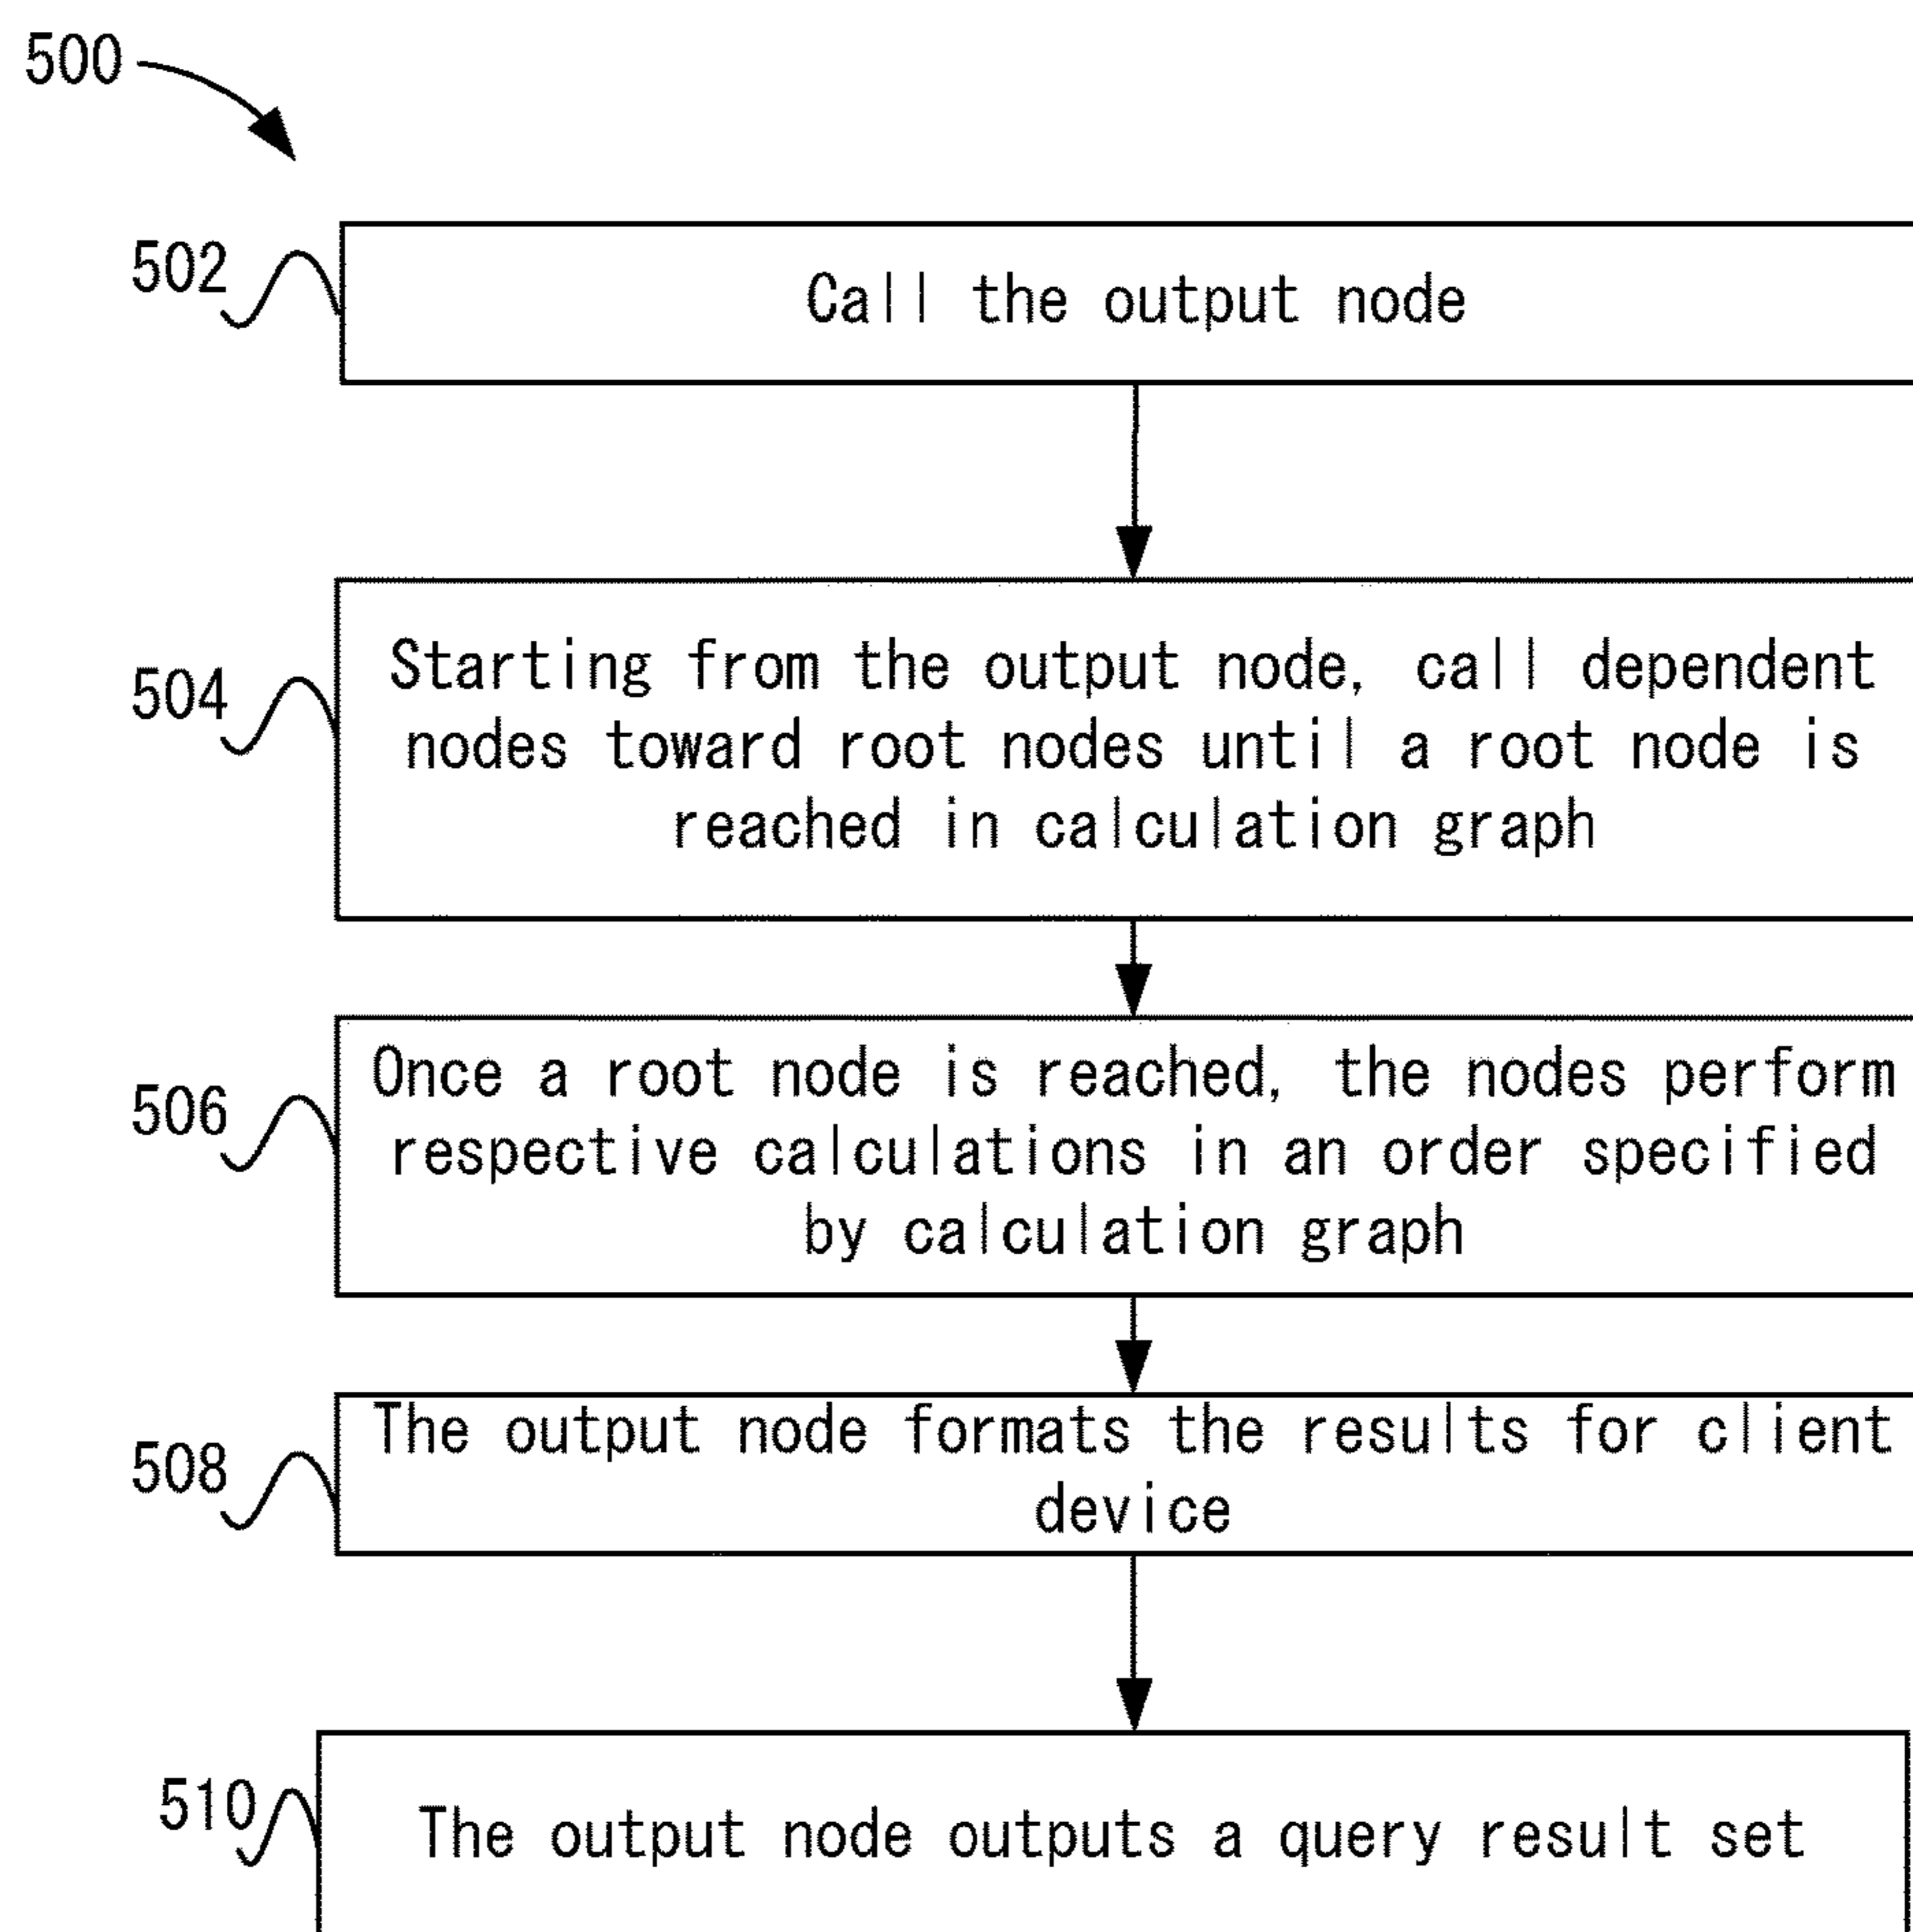 500
502
Call the output node
504
Starting from the output node, call dependent
nodes toward root nodes until a root node is
reached in calculation graph
506
Once a root node is reached, the nodes perform
respective calculations in an order specified
by calculation graph
508
The output node formats the results for client
device
510
The output node outputs a query result set